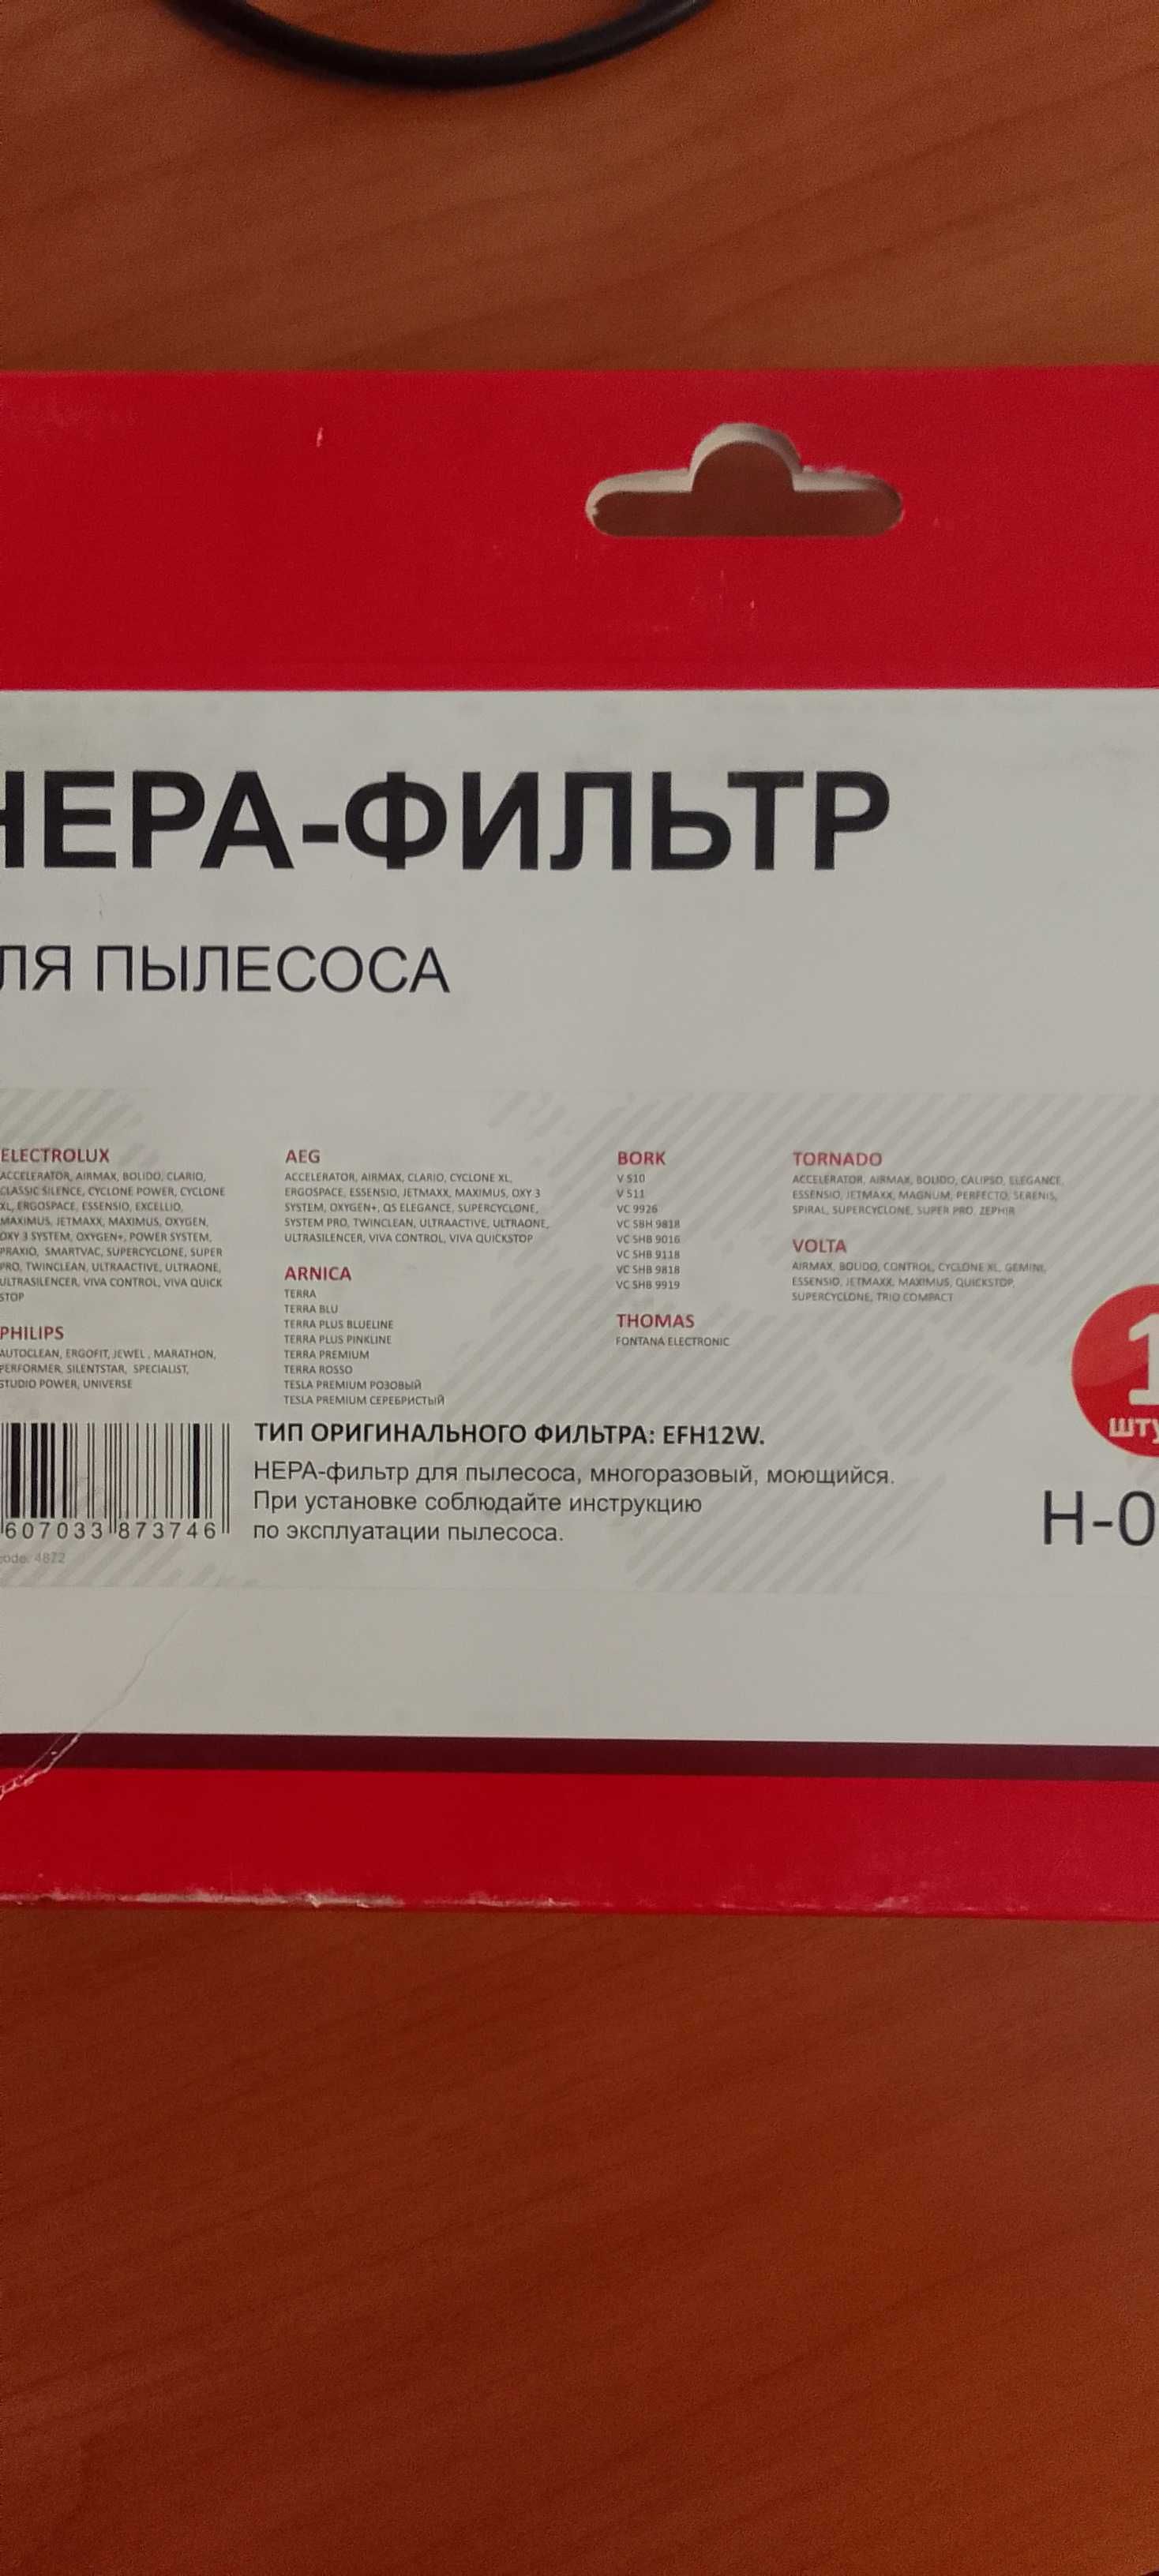 НЕРА-ФИЛЬТР
ЛЯ ПЫЛЕСОСА
ELECTROLUX
ACCELERATOR, AIRMAX, BOLIDO, CLARIO,
CLASSIC SILENCE, CYCLONE POWER, CYCLONE
XL, ERGOSPACE, ESSENSIO, EXCELLIO,
MAXIMUS, JETMAXX, MAXIMUS, OXYGEN,
OXY 3 SYSTEM, OXYGEN+, POWER SYSTEM,
PRAXIO, SMARTVAC, SUPERCYCLONE, SUPER
PRO, TWINCLEAN, ULTRAACTIVE, ULTRAONE,
ULTRASILENCER, VIVA CONTROL, VIVA QUICK
STOP
PHILIPS
AUTOCLEAN, ERGOFIT, JEWEL , MARATHON,
PERFORMER, SILENTSTAR, SPECIALIST,
STUDIO POWER, UNIVERSE
AEG
ACCELERATOR, AIRMAX, CLARIO, CYCLONE XL,
ERGOSPACE, ESSENSIO, JETMAXX, MAXIMUS, OXY 3
SYSTEM, OXYGEN+, QS ELEGANCE, SUPERCYCLONE,
SYSTEM PRO, TWINCLEAN, ULTRAACTIVE, ULTRAONE,
ULTRASILENCER, VIVA CONTROL, VIVA QUICKSTOP
ARNICA
TERRA
TERRA BLU
TERRA PLUS BLUELINE
TERRA PLUS PINKLINE
TERRA PREMIUM
TERRA ROSSO
TESLA PREMIUM РОЗОВЫЙ
TESLA PREMIUM СЕРЕБРИСТЫЙ
BORK
V 510
V 511
VC 9926
VC SBH 9818
VC SHB 9016
VC SHB 9118
VC SHB 9818
VC SHB 9919
THOMAS
FONTANA ELECTRONIC
TORNADO
ACCELERATOR, AIRMAX, BOLIDO, CALIPSO, ELEGANCE,
ESSENSIO, JETMAXX, MAGNUM, PERFECTO, SERENIS,
SPIRAL, SUPERCYCLONE, SUPER PRO, ZEPHIR
VOLTA
AIRMAX, BOLIDO, CONTROL, CYCLONE XL, GEMINI,
ESSENSIO, JETMAXX, MAXIMUS, QUICKSTOP,
SUPERCYCLONE, TRIO COMPACT
1
ШТУ
607033 873746
ode: 4872
ТИП ОРИГИНАЛЬНОГО ФИЛЬТРА: EFH12W.
НЕРА-фильтр для пылесоса, многоразовый, моющийся.
При установке соблюдайте инструкцию
по эксплуатации пылесоса.
H-0